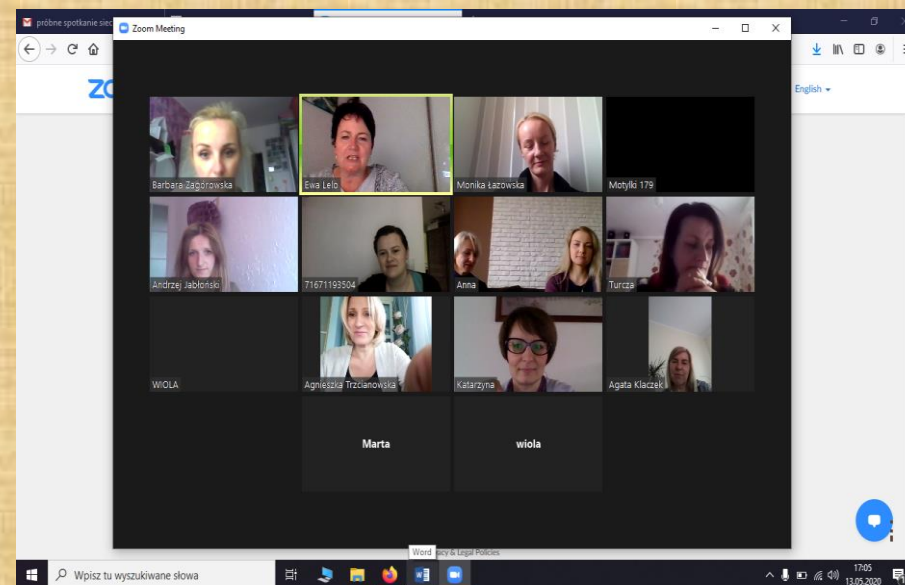 próbne spotkanie siec
Zoom Meeting
ZO
English
Barbara Zagórowska
Ewa Lelo
Monika Łazowska
Motylki 179
Andrzej Jabłoński
71671193504
Anna
Turcza
WIOLA
Agnieszka Trzcianowska
Katarzyna
Agata Klaczek
Marta
wiola
Word
acy & Legal Policies
Wpisz tu wyszukiwane słowa
17:05
13.05.2020